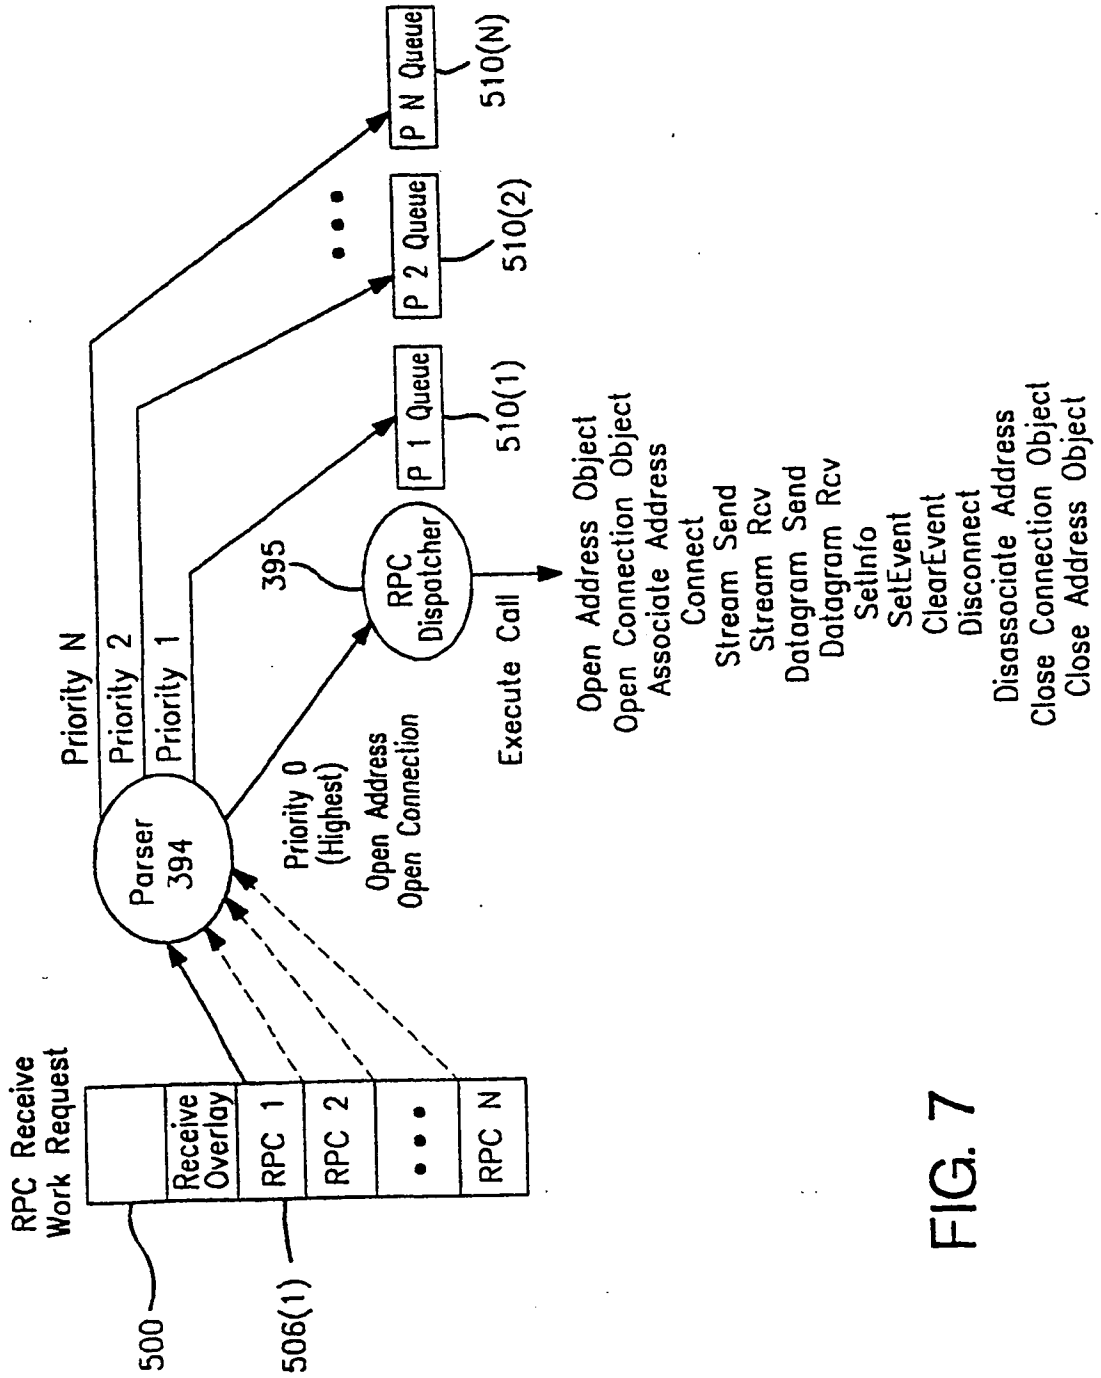 RPC Receive
Work Request
500
Receive
Overlay
RPC 1
506(1)
RPC 2
RPC N
Parser
394
Priority N
Priority 2
Priority 1
Priority 0
(Highest)
Open Address
Open Connection
395
RPC
Dispatcher
P 1 Queue
510(1)
P 2 Queue
510(2)
P N Queue
510(N)
Execute Call
Open Address Object
Open Connection Object
Associate Address
Connect
Stream Send
Stream Rcv
Datagram Send
Datagram Rcv
SetInfo
SetEvent
ClearEvent
Disconnect
Disassociate Address
Close Connection Object
Close Address Object
FIG. 7